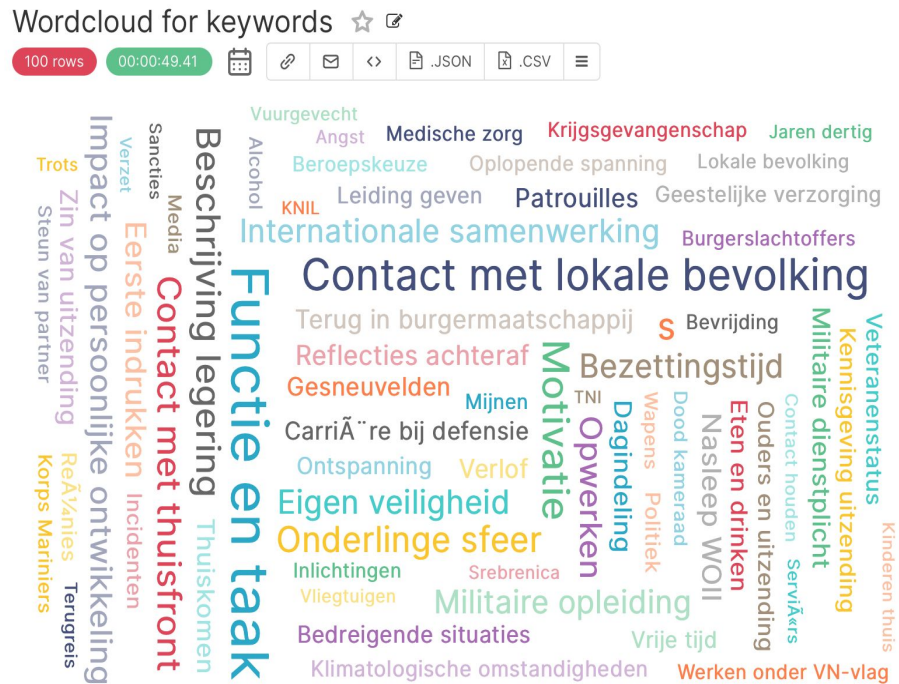 Wordcloud for keywords
100 rows
00:00:49.41
.JSON
.CSV
Vuurgevecht
Angst
Medische zorg
Krijgsgevangenschap
Jaren dertig
Trots
Beroepskeuze
Oplopende spanning
Lokale bevolking
KNIL
Leiding geven
Patrouilles
Geestelijke verzorging
Internationale samenwerking
Burgerslachtoffers
Contact met lokale bevolking
Terug in burgermaatschappij
S
Bevrijding
Reflecties achteraf
Bezettingstijd
Gesneuvelden
Mijnen
TNI
CarriÃ¨re bij defensie
Ontspanning
Verlof
Eigen veiligheid
Onderlinge sfeer
Inlichtingen
Srebrenica
Vliegtuigen
Militaire opleiding
Bedreigende situaties
Vrije tijd
Klimatologische omstandigheden
Werken onder VN-vlag
Steun van partner
Zin van uitzending
Korps Mariniers
ReÃ¼nies
Terugreis
Impact op persoonlijke ontwikkeling
Verzet
Eerste indrukken
Incidenten
Sancties
Media
Contact met thuisfront
Beschrijving legering
Thuiskomen
Alcohol
Functie en taak
Motivatie
Opwerken
Dagindeling
Wapens
Politiek
Dood kameraad
Nasleep WOII
Eten en drinken
Ouders en uitzending
Contact houden
ServiÃ«rs
Militaire dienstplicht
Kennisgeving uitzending
Veteranenstatus
Kinderen thuis